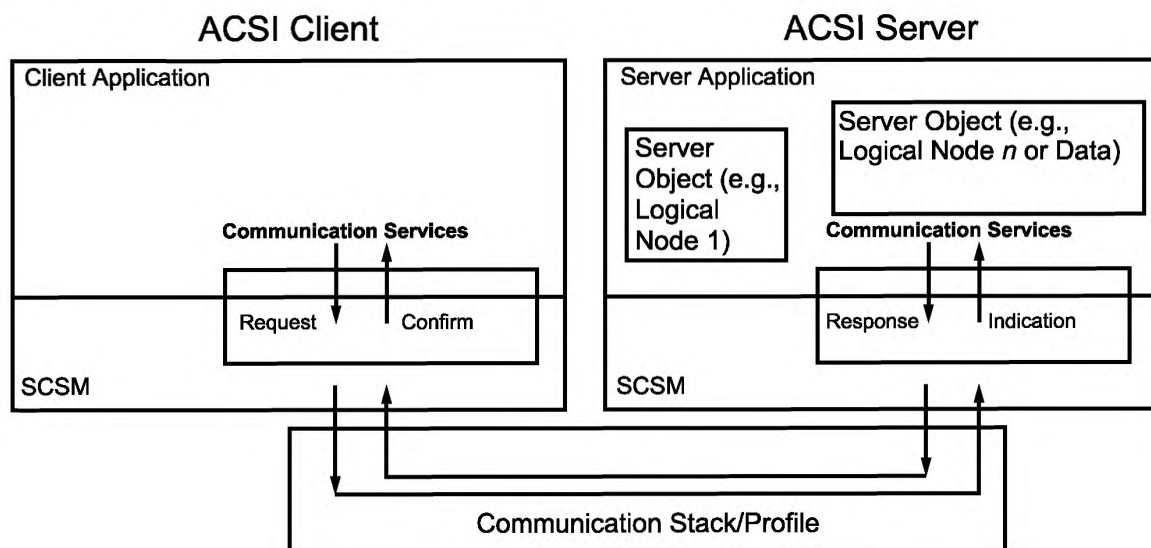 ACSI Client
ACSI Server
Client Application
Communication Services
Request
Confirm
SCSM
Server Application
Server
Object (e.g.,
Logical
Node 1)
Server Object (e.g.,
Logical Node n or Data)
Communication Services
Response
Indication
SCSM
Communication Stack/Profile